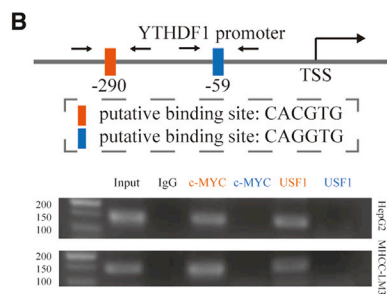 B
YTHDF1 promoter
-290
-59
TSS
putative binding site: CACGTG
putative binding site: CAGGTG
Input IgG c-MYC c-MYC USF1 USF1
200
150
100
HepG2
200
150
100
MHCC-LM3